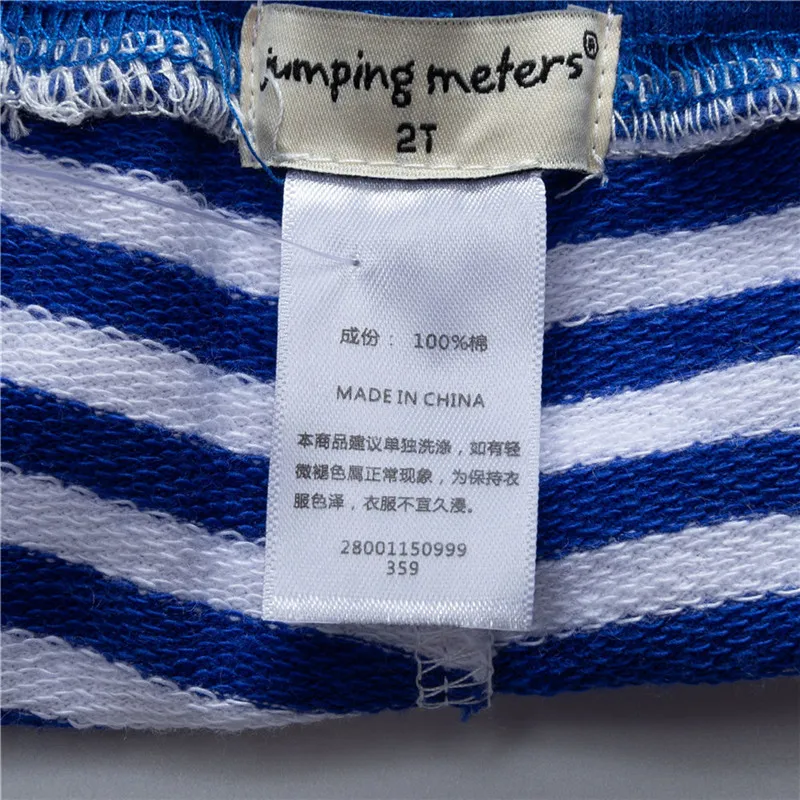 jumping meters®
2T
成份： 100%棉
MADE IN CHINA
本商品建议单独洗涤，如有轻
微褪色属正常现象，为保持衣
服色泽，衣服不宜久浸。
28001150999
359